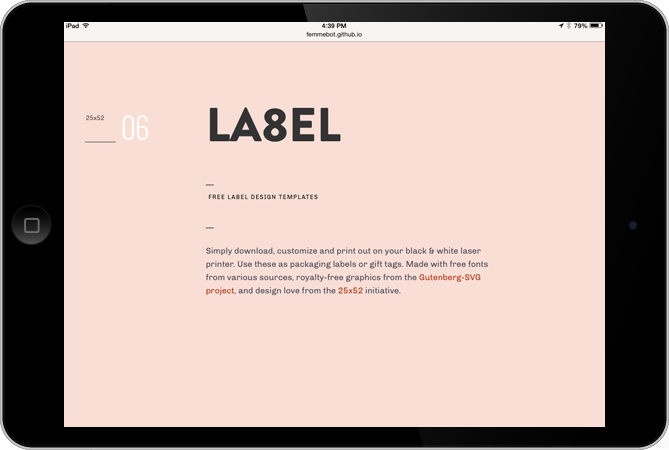 iPad 4:39 PM 79%
femmebot.github.io
25x52
06
LA8EL
FREE LABEL DESIGN TEMPLATES
Simply download, customize and print out on your black & white laser
printer. Use these as packaging labels or gift tags. Made with free fonts
from various sources, royalty-free graphics from the Gutenberg-SVG
project, and design love from the 25x52 initiative.